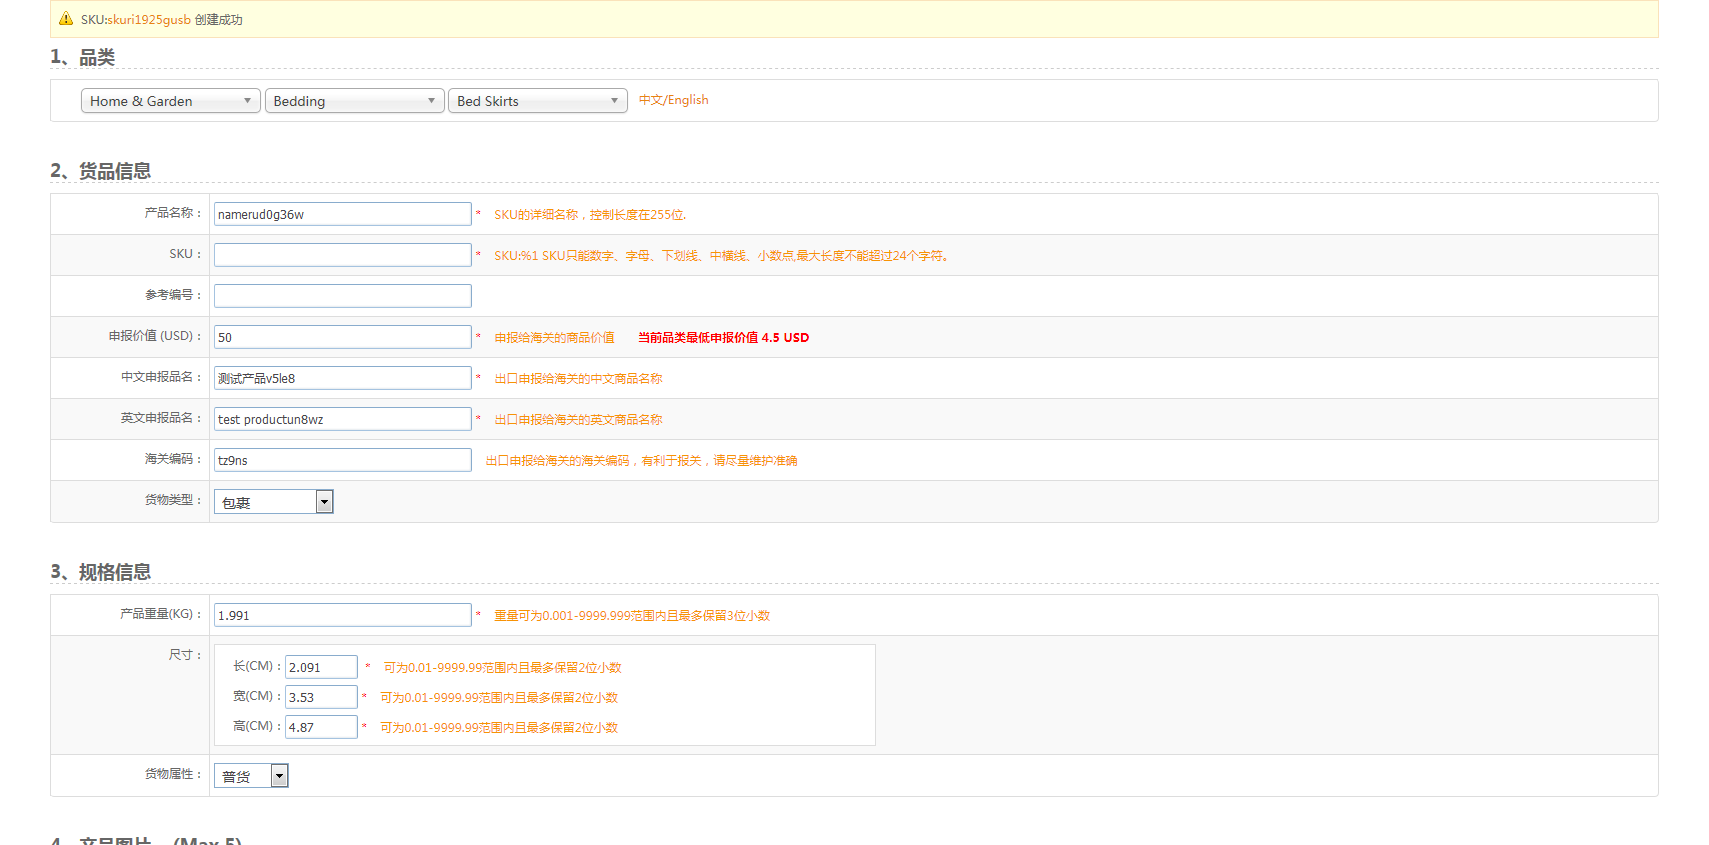 SKU:skuri1925gusb 创建成功
1、品类
Home & Garden Bedding Bed Skirts 中文/English
2、货品信息
产品名称： namerud0g36w * SKU的详细名称，控制长度在255位.
SKU： * SKU:%1 SKU只能数字、字母、下划线、中横线、小数点,最大长度不能超过24个字符。
参考编号：
申报价值 (USD)： 50 * 申报给海关的商品价值 当前品类最低申报价值 4.5 USD
中文申报品名： 测试产品v5le8 * 出口申报给海关的中文商品名称
英文申报品名： test productun8wz * 出口申报给海关的英文商品名称
海关编码： tz9ns 出口申报给海关的海关编码，有利于报关，请尽量维护准确
货物类型： 包裹
3、规格信息
产品重量(KG)： 1.991 * 重量可为0.001-9999.999范围内且最多保留3位小数
尺寸：
长(CM)： 2.091 * 可为0.01-9999.99范围内且最多保留2位小数
宽(CM)： 3.53 * 可为0.01-9999.99范围内且最多保留2位小数
高(CM)： 4.87 * 可为0.01-9999.99范围内且最多保留2位小数
货物属性： 普货
4、产品图片 (Max 5)